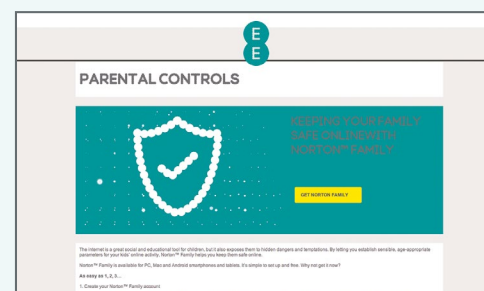 E
E
PARENTAL CONTROLS
KEEPING YOUR FAMILY
SAFE ONLINEWITH
NORTON™ FAMILY
GET NORTON FAMILY
The internet is a great social and educational tool for children, but it also exposes them to hidden dangers and temptations. By letting you establish sensible, age-appropriate
parameters for your kids' online activity, Norton™ Family helps you keep them safe online.
Norton™ Family is available for PC, Mac and Android smartphones and tablets. It's simple to set up and free. Why not get it now?
As easy as 1, 2, 3...
1. Create your Norton™ Family account